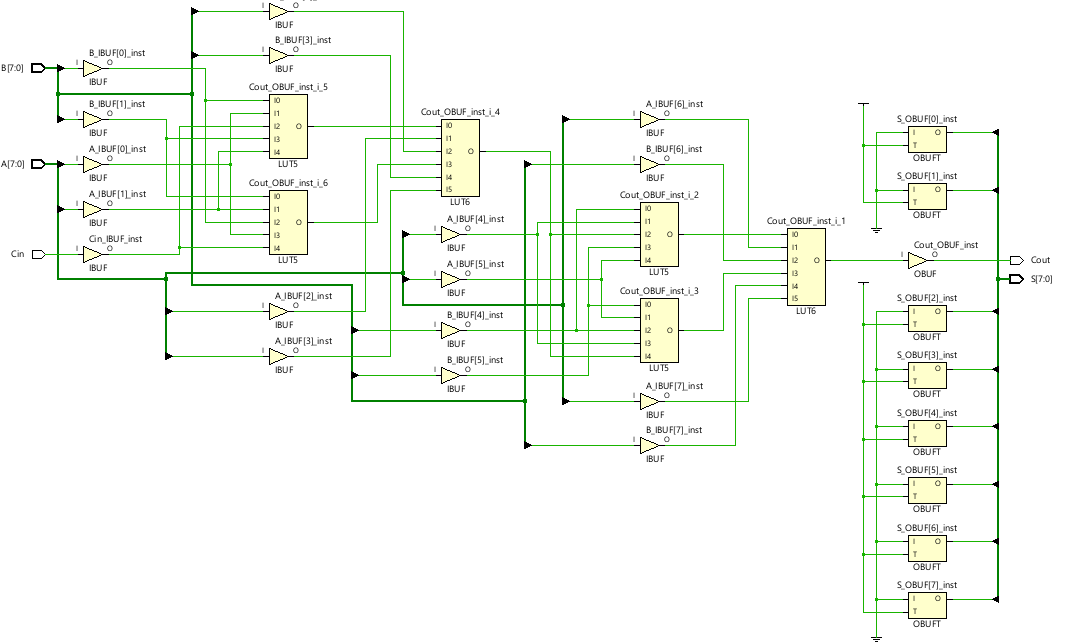 I
O
IBUF
B_IBUF[3]_inst
I
O
IBUF
B_IBUF[0]_inst
B[7:0]
I
O
IBUF
Cout_OBUF_inst_i_5
I0
I1
I2
O
I3
I4
LUT5
B_IBUF[1]_inst
I
O
IBUF
A_IBUF[0]_inst
A[7:0]
I
O
IBUF
A_IBUF[1]_inst
I
O
IBUF
Cin_IBUF_inst
Cin
I
O
IBUF
Cout_OBUF_inst_i_6
I0
I1
I2
O
I3
I4
LUT5
A_IBUF[2]_inst
I
O
IBUF
A_IBUF[3]_inst
I
O
IBUF
Cout_OBUF_inst_i_4
I0
I1
I2
O
I3
I4
I5
LUT6
A_IBUF[4]_inst
I
O
IBUF
A_IBUF[5]_inst
I
O
IBUF
B_IBUF[4]_inst
I
O
IBUF
B_IBUF[5]_inst
I
O
IBUF
A_IBUF[6]_inst
I
O
IBUF
B_IBUF[6]_inst
I
O
IBUF
Cout_OBUF_inst_i_2
I0
I1
I2
O
I3
I4
LUT5
Cout_OBUF_inst_i_3
I0
I1
I2
O
I3
I4
LUT5
A_IBUF[7]_inst
I
O
IBUF
B_IBUF[7]_inst
I
O
IBUF
Cout_OBUF_inst_i_1
I0
I1
I2
O
I3
I4
I5
LUT6
S_OBUF[0]_inst
I
O
T
OBUFT
S_OBUF[1]_inst
I
O
T
OBUFT
Cout_OBUF_inst
I
O
OBUF
Cout
S[7:0]
S_OBUF[2]_inst
I
O
T
OBUFT
S_OBUF[3]_inst
I
O
T
OBUFT
S_OBUF[4]_inst
I
O
T
OBUFT
S_OBUF[5]_inst
I
O
T
OBUFT
S_OBUF[6]_inst
I
O
T
OBUFT
S_OBUF[7]_inst
I
O
T
OBUFT